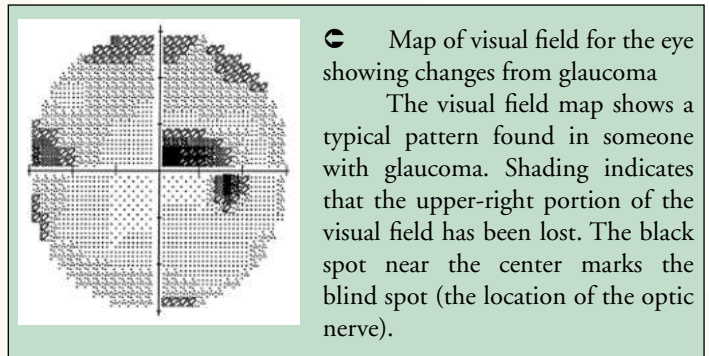 ➲ Map of visual field for the eye
showing changes from glaucoma
The visual field map shows a
typical pattern found in someone
with glaucoma. Shading indicates
that the upper-right portion of the
visual field has been lost. The black
spot near the center marks the
blind spot (the location of the optic
nerve).